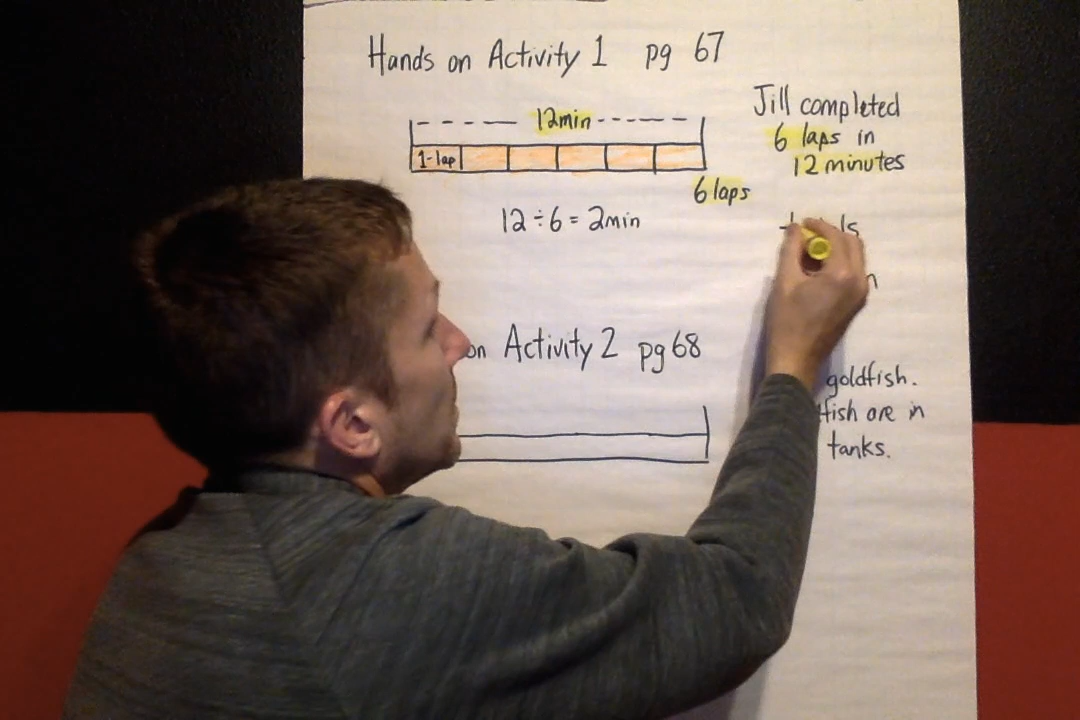 Hands on Activity 1 pg 67
12min
1-lap
6 laps
12 ÷ 6 = 2min
Jill completed
6 laps in
12 minutes
on Activity 2 pg 68
goldfish.
fish are in
tanks.